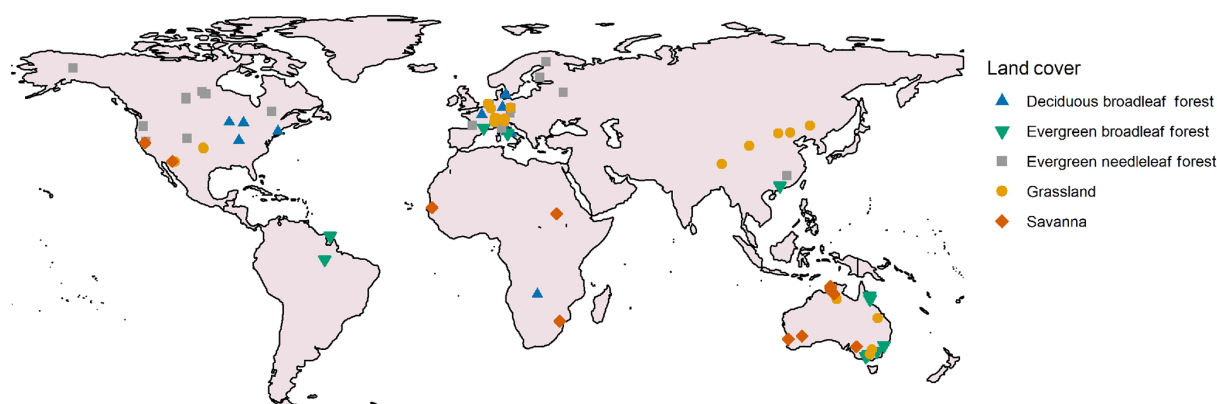 Land cover
Deciduous broadleaf forest
Evergreen broadleaf forest
Evergreen needleleaf forest
Grassland
Savanna